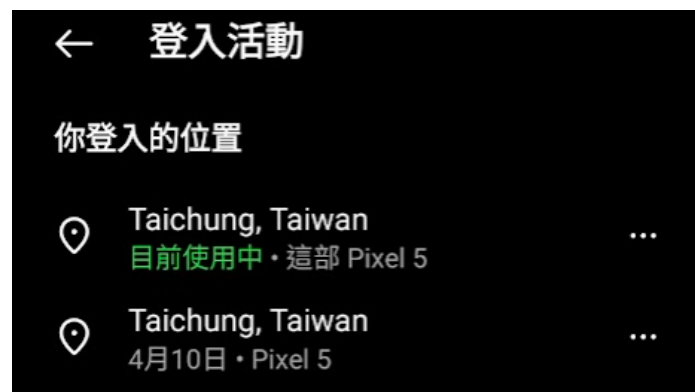 登入活動
你登入的位置
Taichung, Taiwan
目前使用中 • 這部 Pixel 5
Taichung, Taiwan
4月10日 • Pixel 5